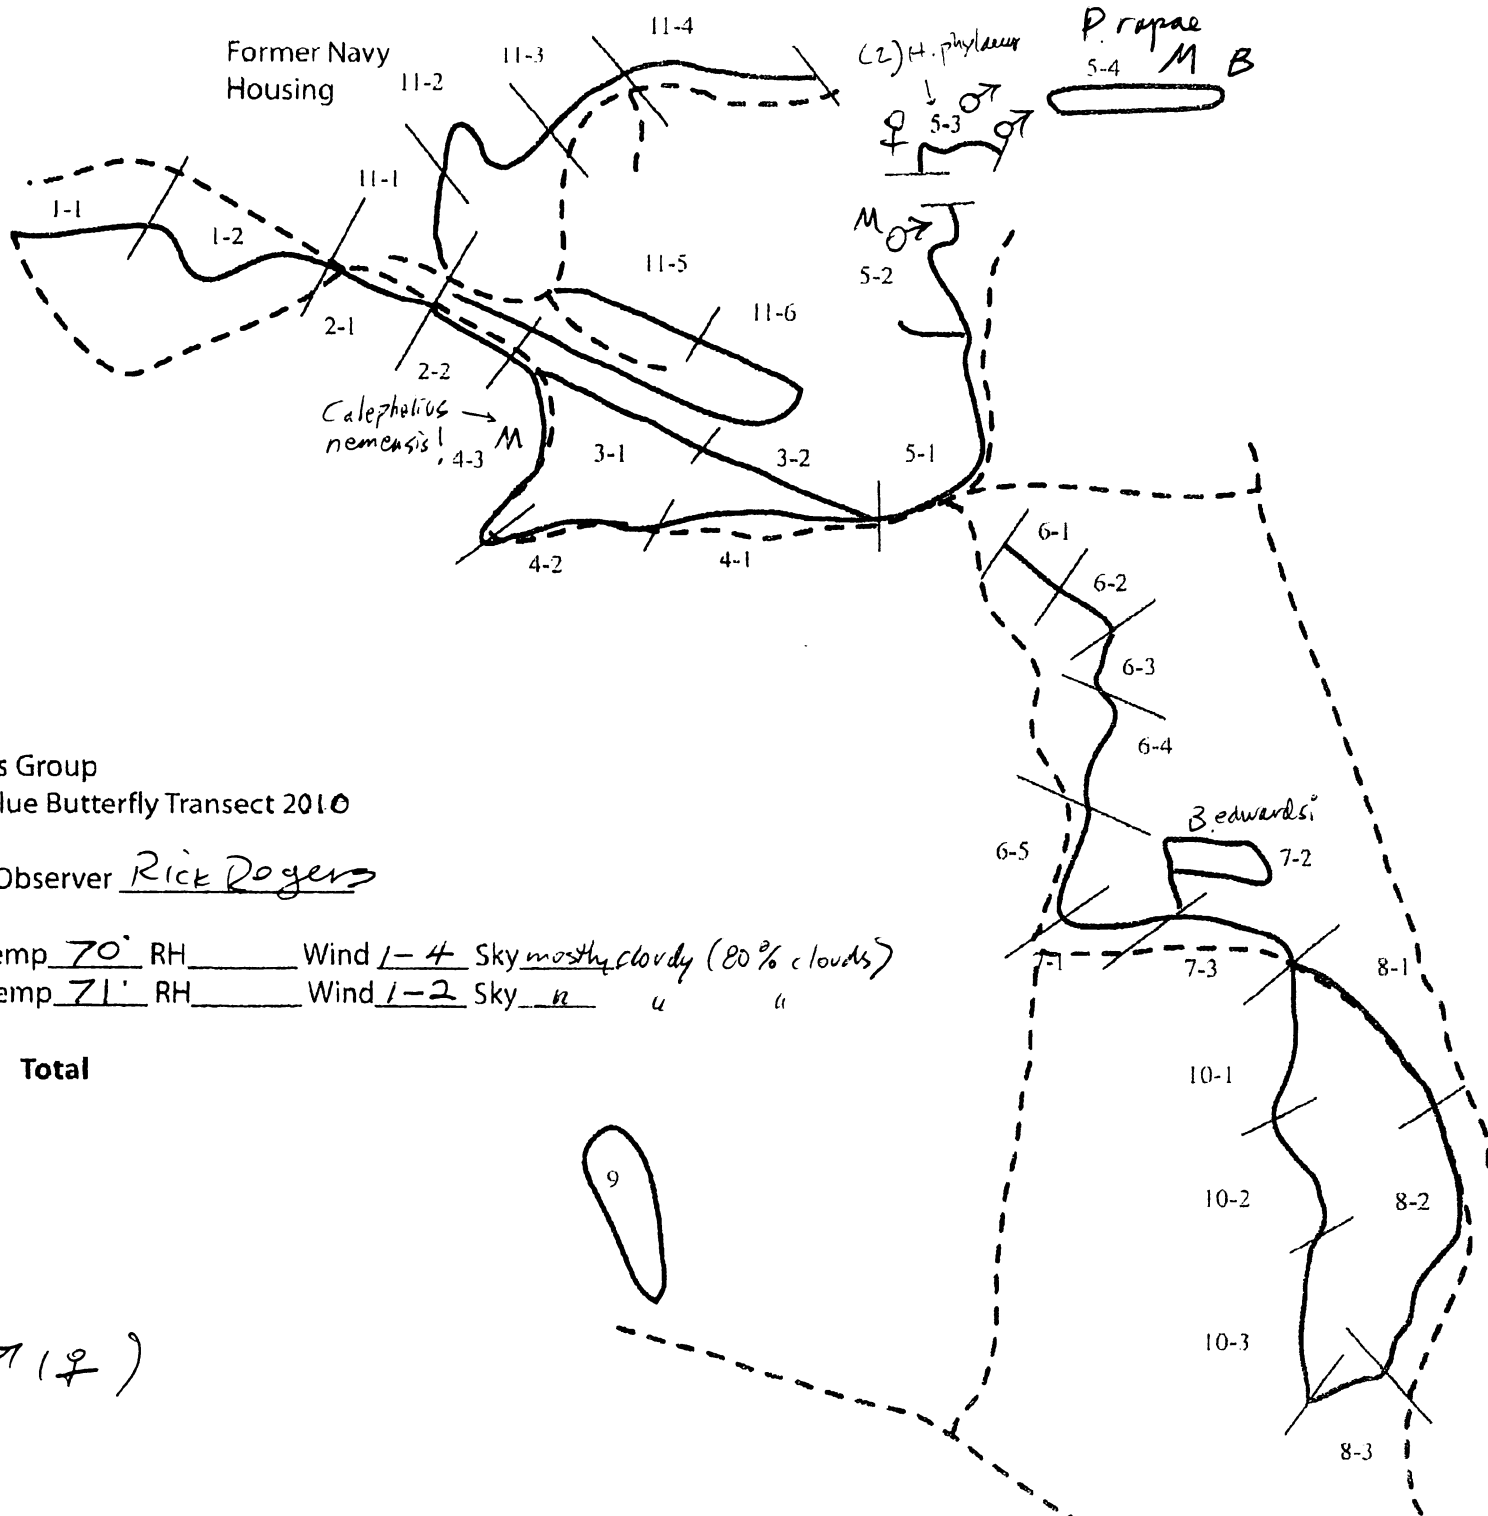 11-4
P. rapae
Former Navy
Housing
11-3
(2) H. phylaeus
5-4 M B
11-2
♂
♀ 5-3 ♂
11-1
1-1
1-2
M ♂
5-2
11-5
11-6
2-1
2-2
Calephelius →
nemensis! M
4-3
3-1
3-2
5-1
4-2
4-1
6-1
6-2
6-3
6-4
s Group
lue Butterfly Transect 2010
B. edwardsi
6-5
7-2
Observer Rick Rogers
emp 70° RH Wind 1-4 Sky mostly cloudy (80% clouds)
emp 71° RH Wind 1-2 Sky " " "
7-1
7-3
8-1
Total
10-1
9
10-2
8-2
10-3
(♀)
8-3